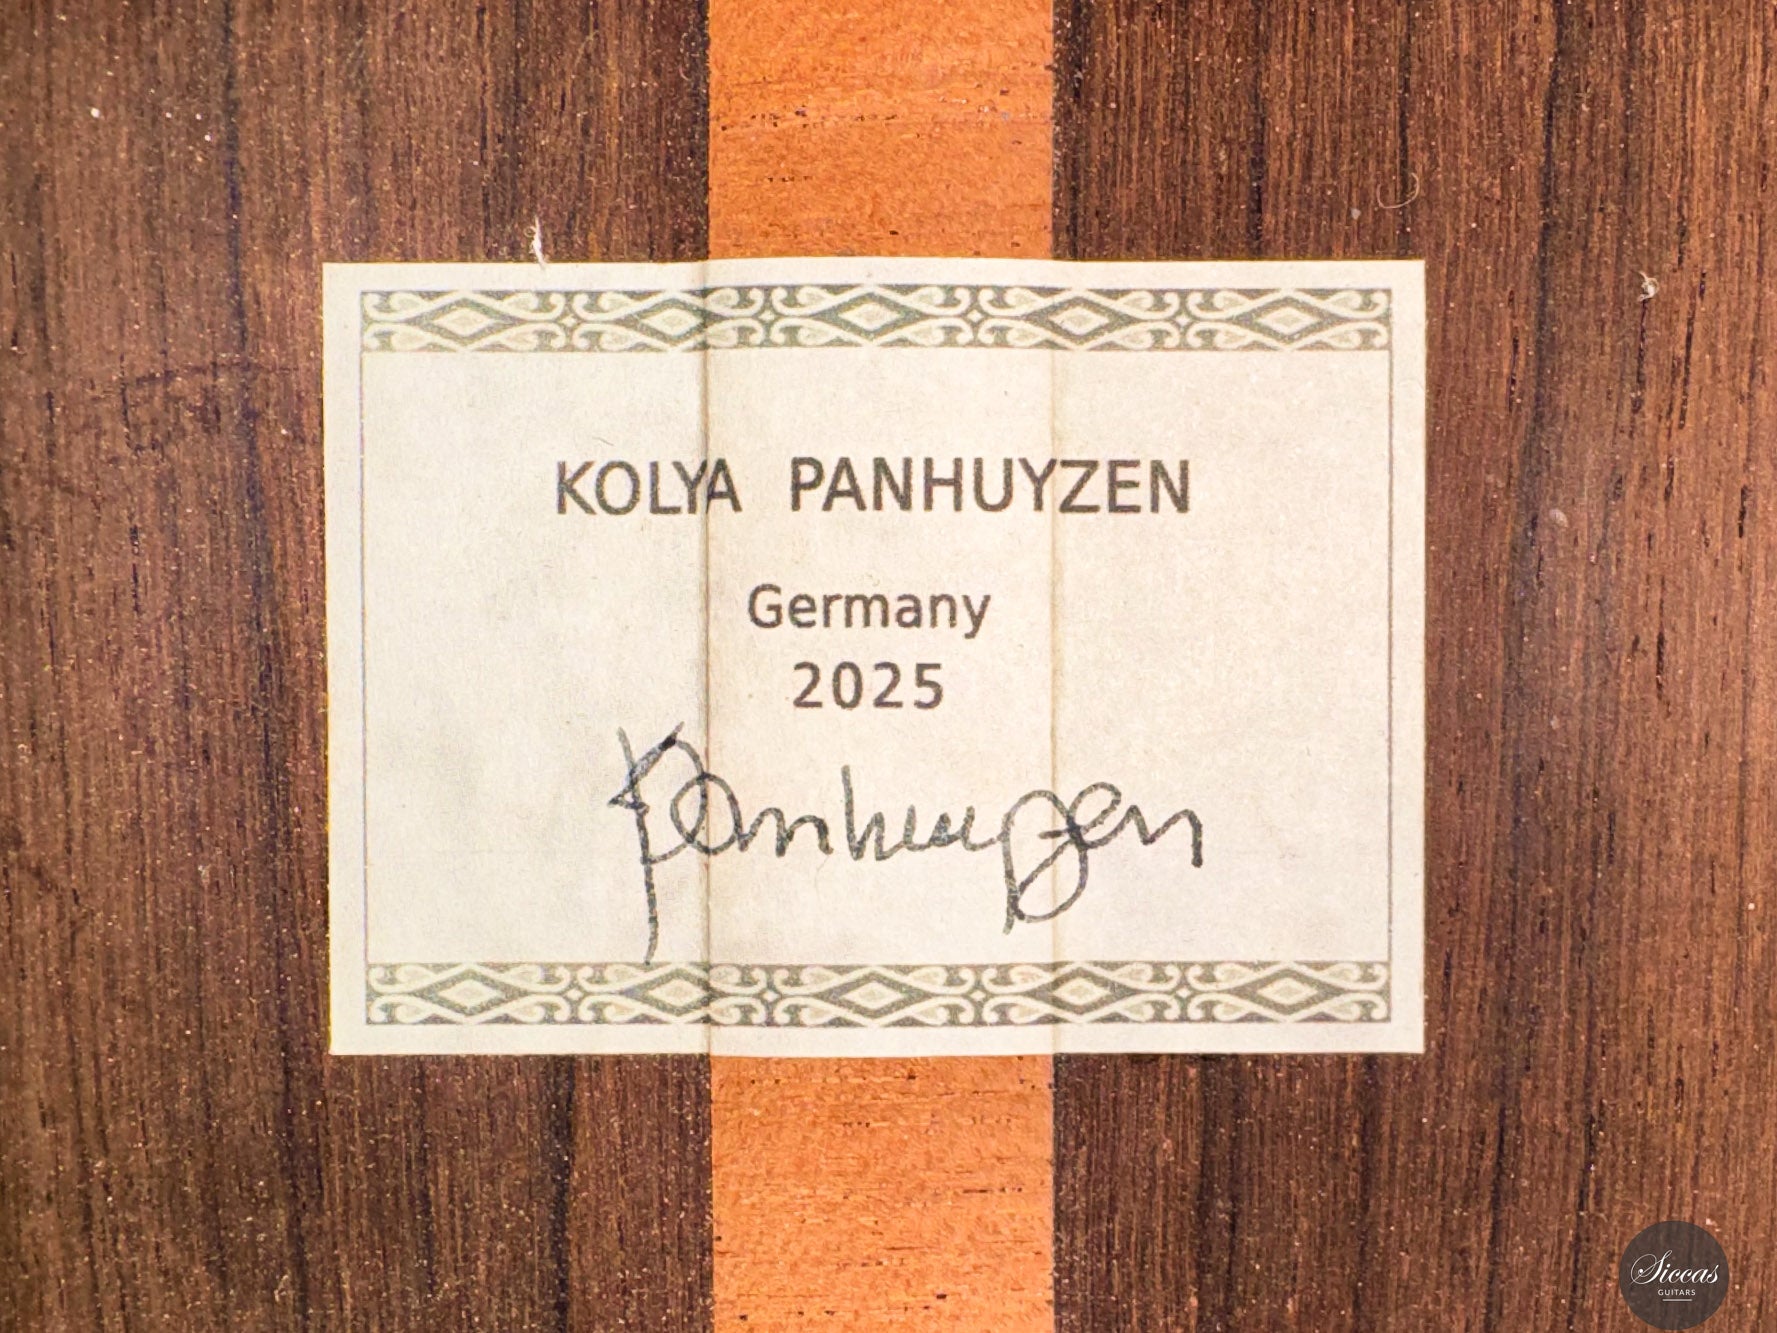 KOLYA PANHUYZEN
Germany
2025
Panhuyzen
Siccas
GUITARS